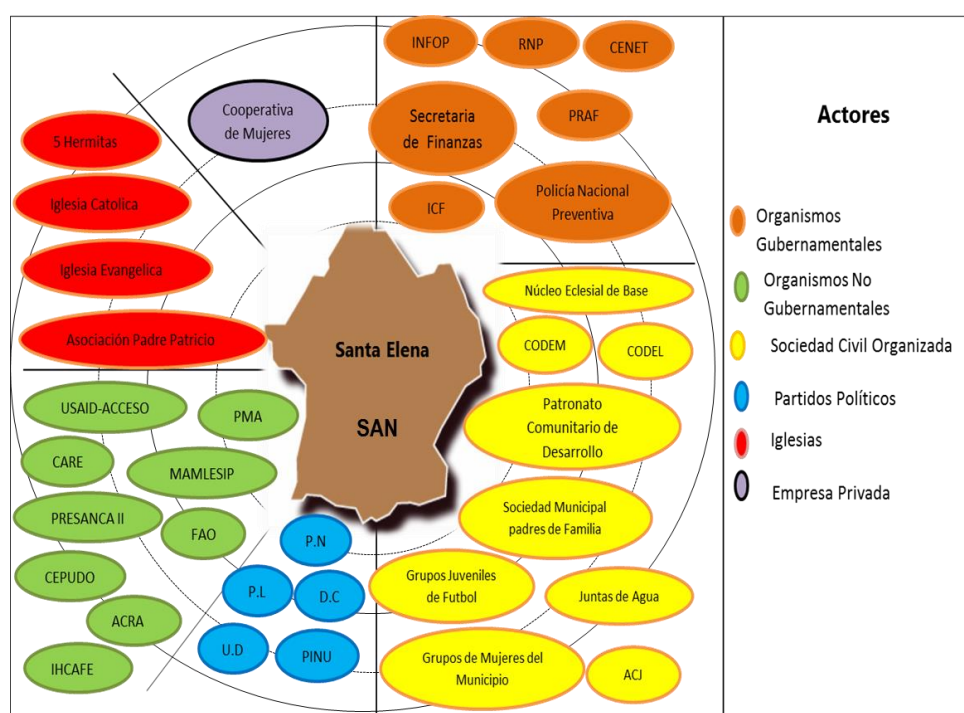 INFOP
RNP
CENET
Cooperativa
de Mujeres
Secretaria
de Finanzas
PRAF
5 Hermitas
Iglesia Catolica
ICF
Policía Nacional
Preventiva
Iglesia Evangelica
Asociación Padre Patricio
Núcleo Eclesial de Base
CODEM
CODEL
Santa Elena
SAN
USAID-ACCESO
PMA
CARE
MAMLESIP
PRESANCA II
FAO
CEPUDO
ACRA
IHCAFE
P.N
P.L
D.C
U.D
PINU
Patronato
Comunitario de
Desarrollo
Sociedad Municipal
padres de Familia
Grupos Juveniles
de Futbol
Juntas de Agua
Grupos de Mujeres del
Municipio
ACJ
Actores
Organismos
Gubernamentales
Organismos No
Gubernamentales
Sociedad Civil Organizada
Partidos Políticos
Iglesias
Empresa Privada